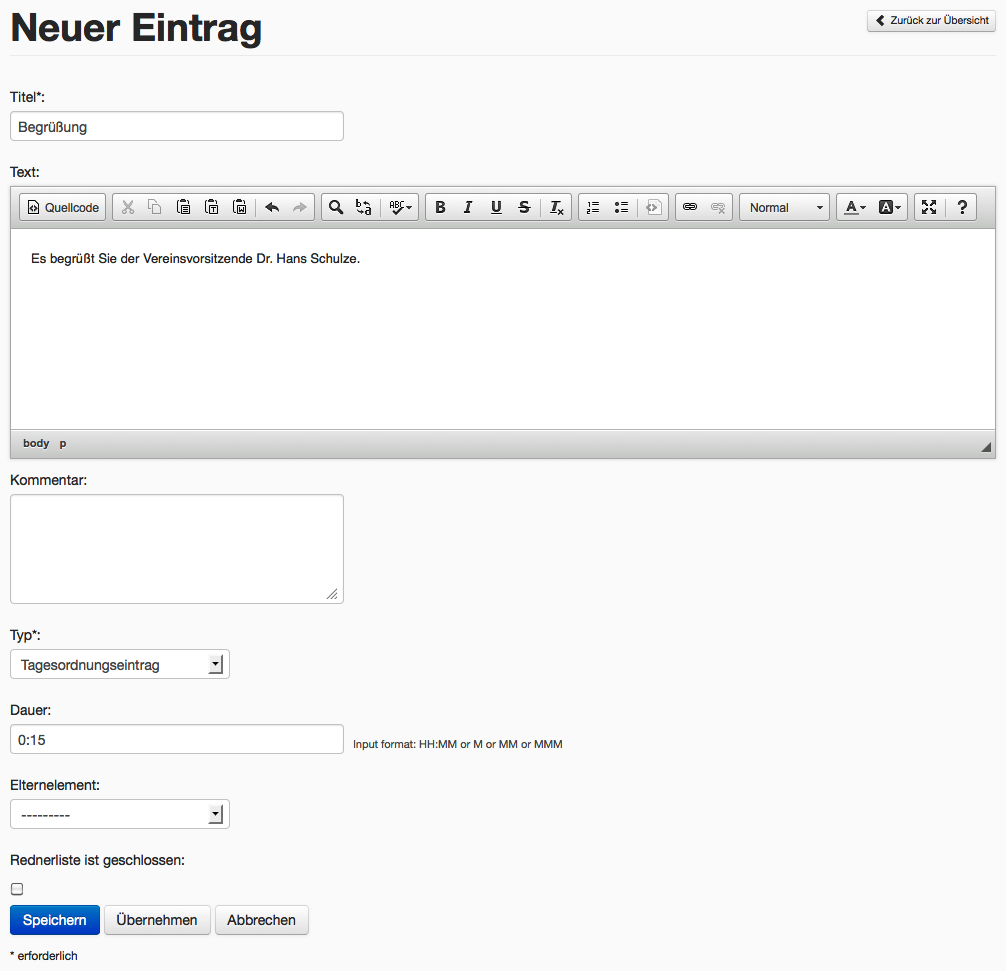 Neuer Eintrag
Zurück zur Übersicht
Titel*:
Begrüßung
Text:
Quellcode ABC B I U S Ix Normal A A ?
Es begrüßt Sie der Vereinsvorsitzende Dr. Hans Schulze.
body p
Kommentar:
Typ*:
Tagesordnungseintrag
Dauer:
0:15 Input format: HH:MM or M or MM or MMM
Elternelement:
---------
Rednerliste ist geschlossen:
Speichern Übernehmen Abbrechen
* erforderlich